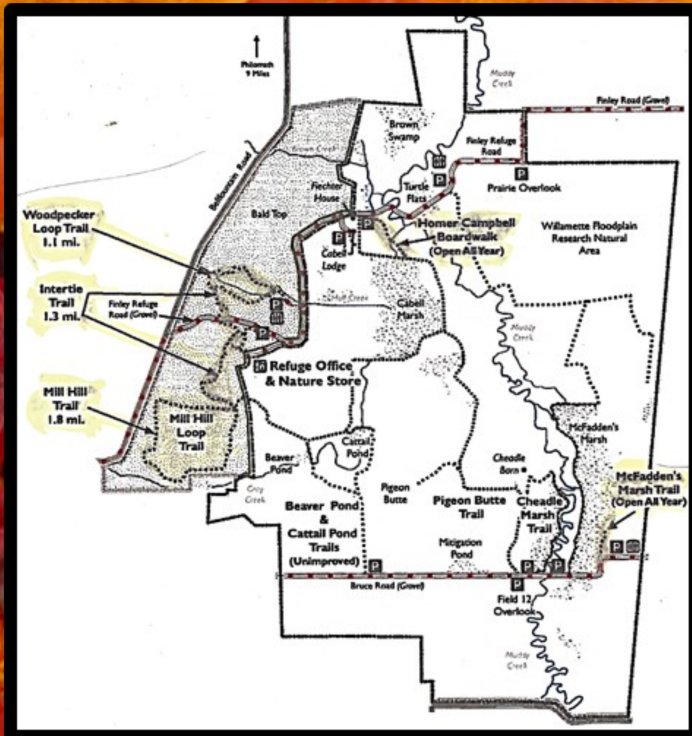 Philomath
9 Miles
Muddy
Creek
Finley Road (Gravel)
Bellfountain Road
Brown Creek
Brown
Swamp
Finley Refuge
Road
P
Turtle
Flats
P
Prairie Overlook
Fiechter
House
Woodpecker
Loop Trail
1.1 mi.
Bald Top
P
P
Cabell
Lodge
Homer Campbell
Boardwalk
(Open All Year)
Willamette Floodplain
Research Natural
Area
Intertie
Trail
1.3 mi.
Finley Refuge
Road (Gravel)
P
Cabell
Marsh
P
Muddy
Creek
Refuge Office
& Nature Store
Mill Hill
Trail
1.8 mi.
Mill Hill
Loop
Trail
McFadden's
Marsh
Cattail
Pond
Beaver
Pond
Cheadle
Barn
McFadden's
Marsh Trail
(Open All Year)
Gray
Creek
Pigeon
Butte
Pigeon Butte
Trail
Cheadle
Marsh
Trail
Beaver Pond
&
Cattail Pond
Trails
(Unimproved)
Mitigation
Pond
P
P
P
P
Bruce Road (Gravel)
P
Field 12
Overlook
Muddy
Creek